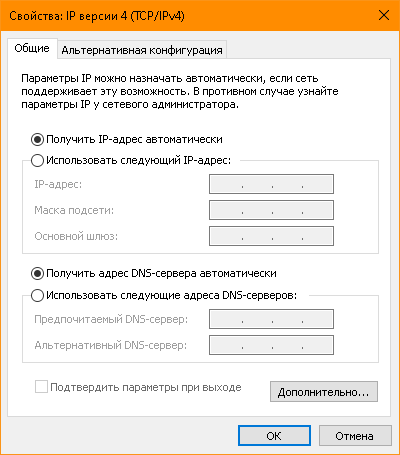 Свойства: IP версии 4 (TCP/IPv4)
Общие
Альтернативная конфигурация
Параметры IP можно назначать автоматически, если сеть
поддерживает эту возможность. В противном случае узнайте
параметры IP у сетевого администратора.
Получить IP-адрес автоматически
Использовать следующий IP-адрес:
IP-адрес:
Маска подсети:
Основной шлюз:
Получить адрес DNS-сервера автоматически
Использовать следующие адреса DNS-серверов:
Предпочитаемый DNS-сервер:
Альтернативный DNS-сервер:
Подтвердить параметры при выходе
Дополнительно...
ОК
Отмена